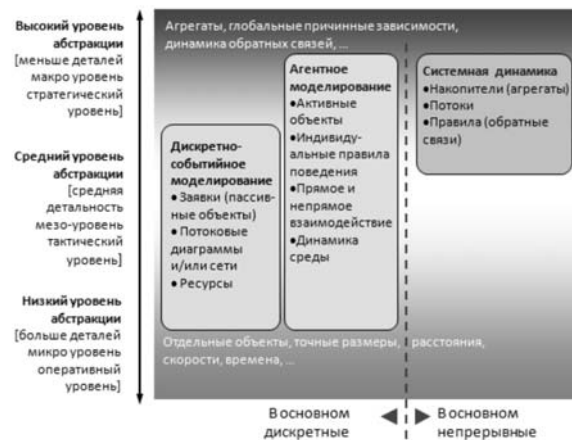 Высокий уровень
абстракции
[меньше деталей
макро уровень
стратегический
уровень]
Средний уровень
абстракции
[средняя
детальность
мезо-уровень
тактический
уровень]
Низкий уровень
абстракции
[больше деталей
микро уровень
оперативный
уровень]
Агрегаты, глобальные причинные зависимости,
динамика обратных связей, ...
Дискретно-
событийное
моделирование
●Заявки (пассив-
ные объекты)
●Потоковые
диаграммы
и/или сети
●Ресурсы
Агентное
моделирование
●Активные
объекты
●Индивиду-
альные правила
поведения
●Прямое и
непрямое
взаимодействие
●Динамика
среды
Системная динамика
●Накопители (агрегаты)
●Потоки
●Правила (обратные
связи)
Отдельные объекты, точные размеры, расстояния,
скорости, времена, ...
В основном
дискретные
В основном
непрерывные